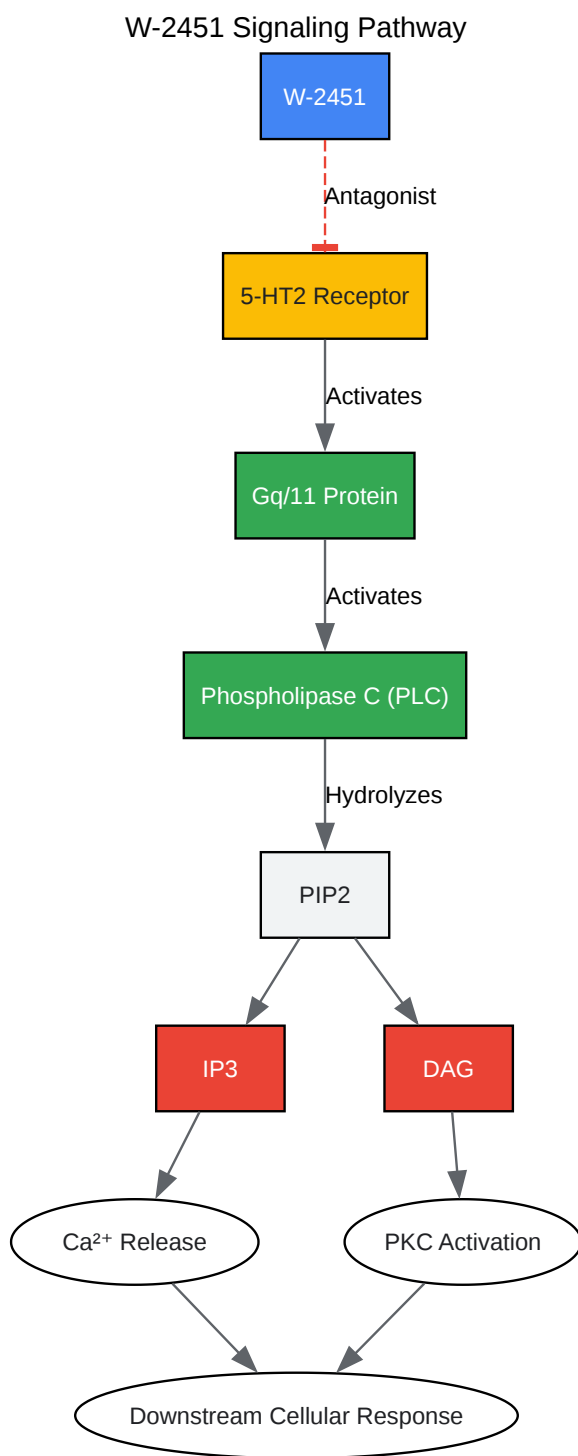 W-2451 Signaling Pathway
W-2451
Antagonist
5-HT2 Receptor
Activates
Gq/11 Protein
Activates
Phospholipase C (PLC)
Hydrolyzes
PIP2
IP3
DAG
Ca²⁺ Release
PKC Activation
Downstream Cellular Response